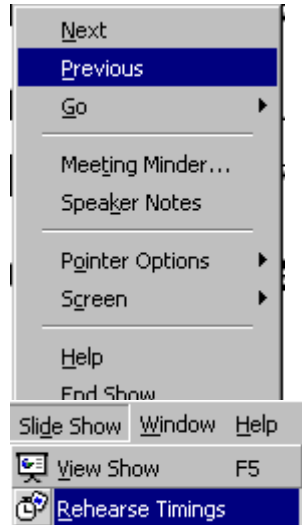 Next
Previous
Go
Meeting Minder...
Speaker Notes
Pointer Options
Screen
Help
End Show
Slide Show Window Help
View Show F5
Rehearse Timings